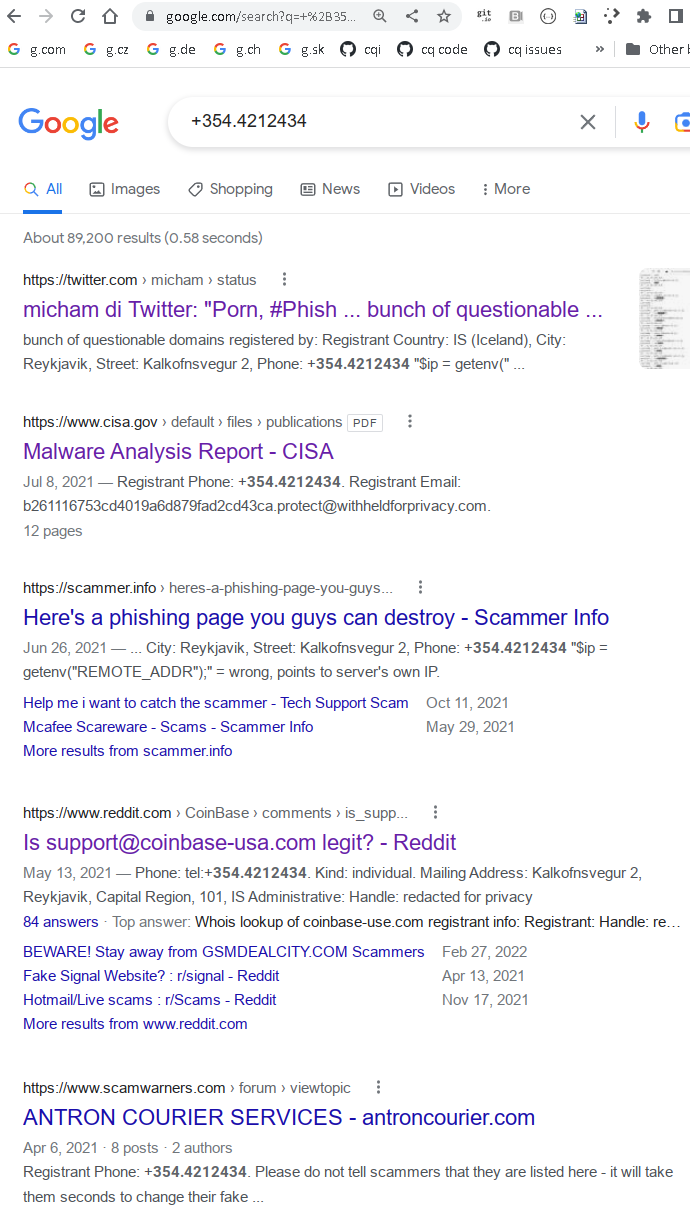 google.com/search?q=+%2B35...
git
.io
g.com
g.cz
g.de
g.ch
g.sk
cqi
cq code
cq issues
»
Other b
Google
+354.4212434
All
Images
Shopping
News
Videos
More
About 89,200 results (0.58 seconds)
https://twitter.com › micham › status
micham di Twitter: "Porn, #Phish ... bunch of questionable ...
bunch of questionable domains registered by: Registrant Country: IS (Iceland), City:
Reykjavik, Street: Kalkofnsvegur 2, Phone: +354.4212434 "$ip = getenv(" ...
https://www.cisa.gov › default › files › publications PDF
Malware Analysis Report - CISA
Jul 8, 2021 — Registrant Phone: +354.4212434. Registrant Email:
b261116753cd4019a6d879fad2cd43ca.protect@withheldforprivacy.com.
12 pages
https://scammer.info › heres-a-phishing-page-you-guys...
Here's a phishing page you guys can destroy - Scammer Info
Jun 26, 2021 — ... City: Reykjavik, Street: Kalkofnsvegur 2, Phone: +354.4212434 "$ip =
getenv("REMOTE_ADDR");" = wrong, points to server's own IP.
Help me i want to catch the scammer - Tech Support Scam Oct 11, 2021
Mcafee Scareware - Scams - Scammer Info May 29, 2021
More results from scammer.info
https://www.reddit.com › CoinBase › comments › is_supp...
Is support@coinbase-usa.com legit? - Reddit
May 13, 2021 — Phone: tel:+354.4212434. Kind: individual. Mailing Address: Kalkofnsvegur 2,
Reykjavik, Capital Region, 101, IS Administrative: Handle: redacted for privacy
84 answers · Top answer: Whois lookup of coinbase-use.com registrant info: Registrant: Handle: re...
BEWARE! Stay away from GSMDEALCITY.COM Scammers Feb 27, 2022
Fake Signal Website? : r/signal - Reddit Apr 13, 2021
Hotmail/Live scams : r/Scams - Reddit Nov 17, 2021
More results from www.reddit.com
https://www.scamwarners.com › forum › viewtopic
ANTRON COURIER SERVICES - antroncourier.com
Apr 6, 2021 · 8 posts · 2 authors
Registrant Phone: +354.4212434. Please do not tell scammers that they are listed here - it will take
them seconds to change their fake ...